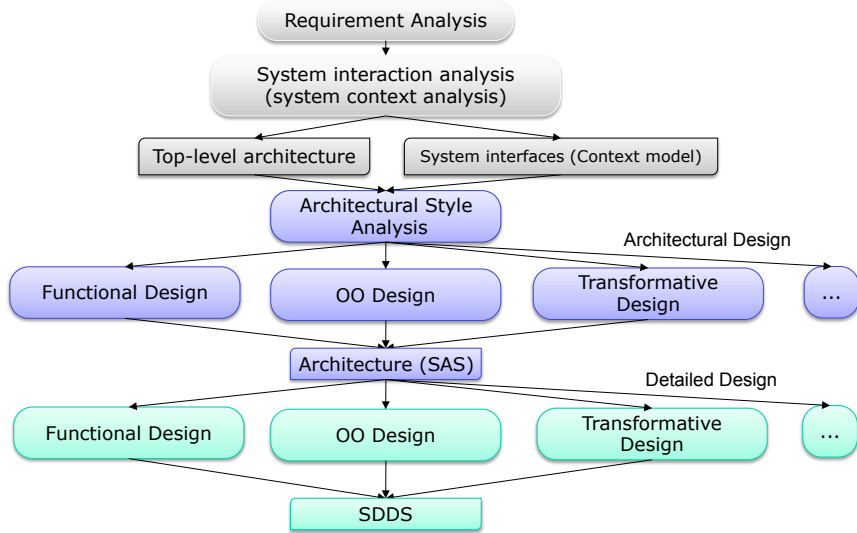 Requirement Analysis
System interaction analysis
(system context analysis)
Top-level architecture
System interfaces (Context model)
Architectural Style
Analysis
Architectural Design
Functional Design
OO Design
Transformative
Design
...
Architecture (SAS)
Detailed Design
Functional Design
OO Design
Transformative
Design
...
SDDS